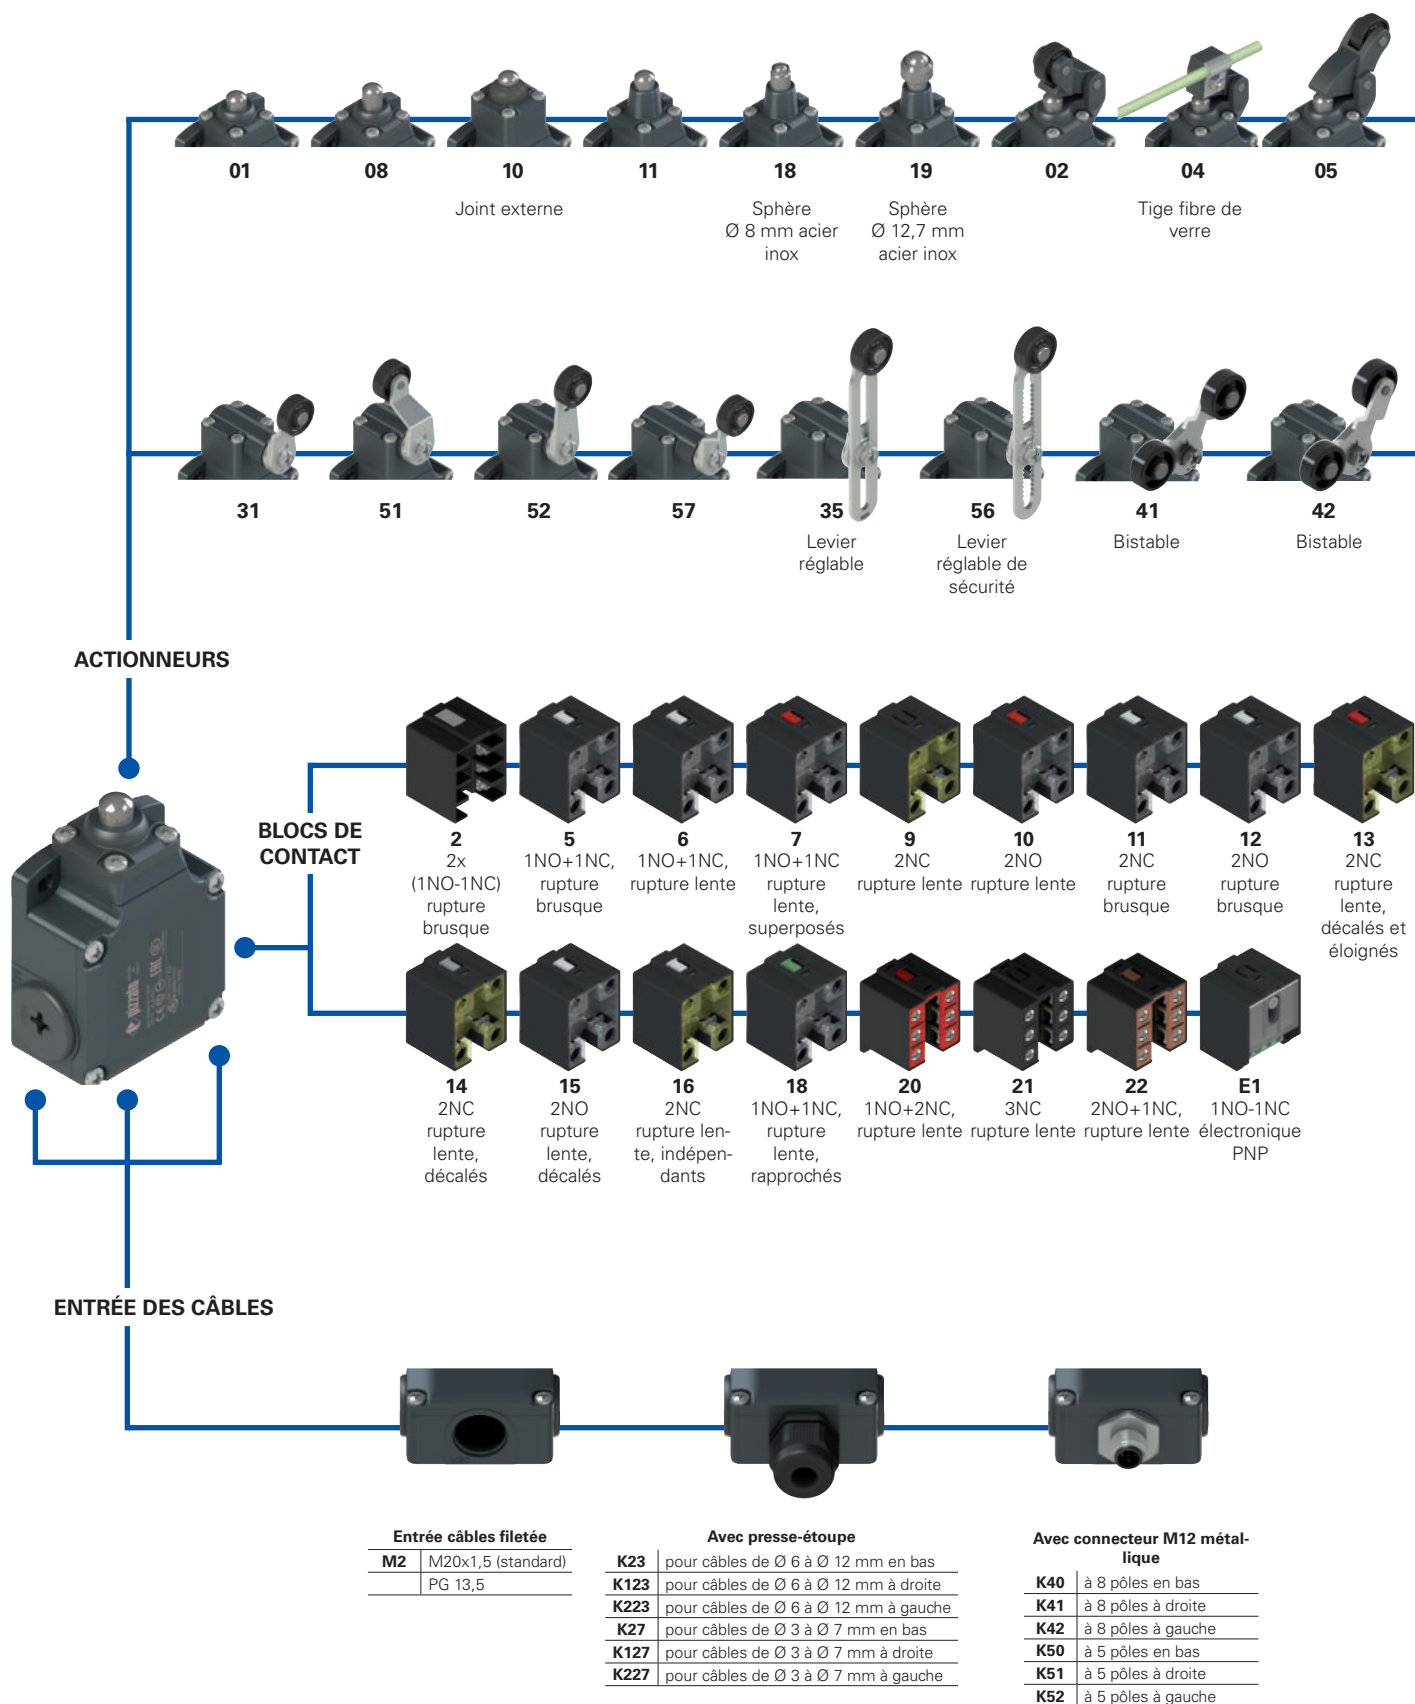 01 08 10 11 18 19 02 04 05
Joint externe
Sphère
Ø 8 mm acier
inox
Sphère
Ø 12,7 mm
acier inox
Tige fibre de
verre
31 51 52 57 35 56 41 42
Levier
réglable
Levier
réglable de
sécurité
Bistable
Bistable
ACTIONNEURS
BLOCS DE
CONTACT
2
2x
(1NO-1NC)
rupture
brusque
5
1NO+1NC,
rupture
brusque
6
1NO+1NC,
rupture lente
7
1NO+1NC
rupture
lente,
superposés
9
2NC
rupture lente
10
2NO
rupture lente
11
2NC
rupture
brusque
12
2NO
rupture
brusque
13
2NC
rupture
lente,
décalés et
éloignés
pizzato
14
2NC
rupture
lente,
décalés
15
2NO
rupture
lente,
décalés
16
2NC
rupture len-
te, indépen-
dants
18
1NO+1NC,
rupture
lente,
rapprochés
20
1NO+2NC,
rupture lente
21
3NC
rupture lente
22
2NO+1NC,
rupture lente
E1
1NO-1NC
électronique
PNP
ENTRÉE DES CÂBLES
Entrée câbles filetée
M2 M20x1,5 (standard)
PG 13,5
Avec presse-étoupe
K23 pour câbles de Ø 6 à Ø 12 mm en bas
K123 pour câbles de Ø 6 à Ø 12 mm à droite
K223 pour câbles de Ø 6 à Ø 12 mm à gauche
K27 pour câbles de Ø 3 à Ø 7 mm en bas
K127 pour câbles de Ø 3 à Ø 7 mm à droite
K227 pour câbles de Ø 3 à Ø 7 mm à gauche
Avec connecteur M12 métal-
lique
K40 à 8 pôles en bas
K41 à 8 pôles à droite
K42 à 8 pôles à gauche
K50 à 5 pôles en bas
K51 à 5 pôles à droite
K52 à 5 pôles à gauche